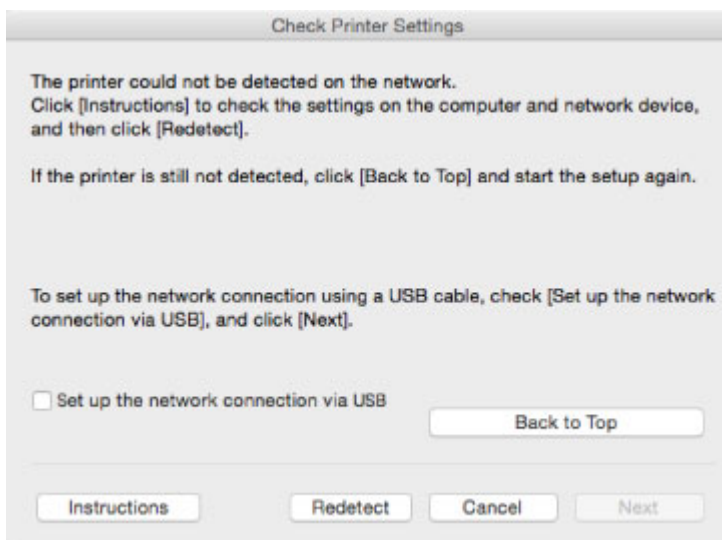 Check Printer Settings
The printer could not be detected on the network.
Click [Instructions] to check the settings on the computer and network device,
and then click [Redetect].
If the printer is still not detected, click [Back to Top] and start the setup again.
To set up the network connection using a USB cable, check [Set up the network
connection via USB], and click [Next].
Set up the network connection via USB
Back to Top
Instructions Redetect Cancel Next